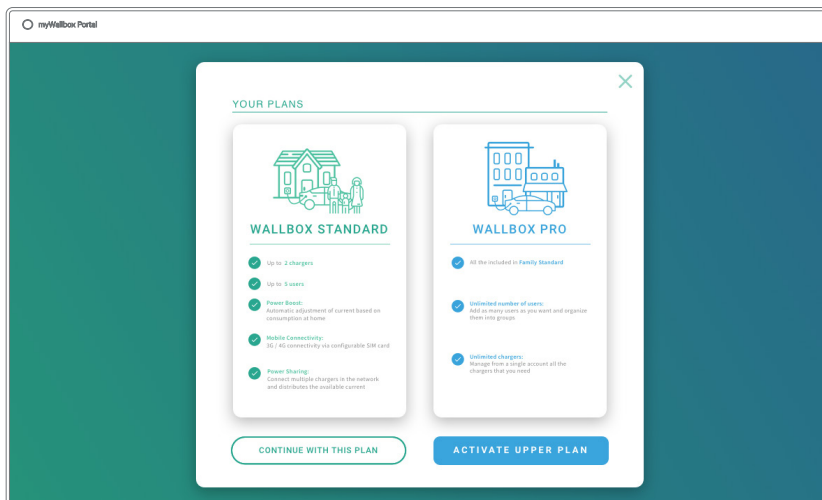 myWallbox Portal
YOUR PLANS
WALLBOX STANDARD
Up to 2 chargers
Up to 5 users
Power Boost:
Automatic adjustment of current based on
consumption at home
Mobile Connectivity:
3G / 4G connectivity via configurable SIM card
Power Sharing:
Connect multiple chargers in the network
and distributes the available current
CONTINUE WITH THIS PLAN
WALLBOX PRO
All the included in Family Standard
Unlimited number of users:
Add as many users as you want and organize
them into groups
Unlimited chargers:
Manage from a single account all the
chargers that you need
ACTIVATE UPPER PLAN